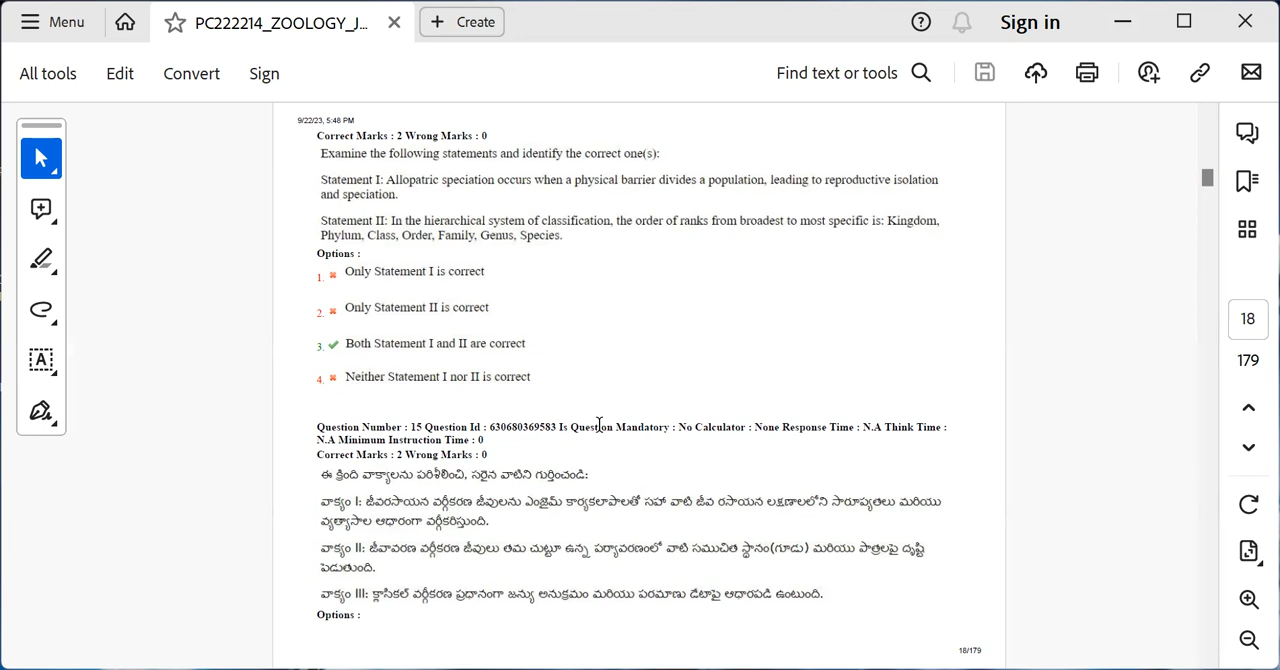 Menu
PC222214_ZOOLOGY_J...
Create
Sign in
All tools
Edit
Convert
Sign
Find text or tools
9/22/23, 5:48 PM
Correct Marks : 2 Wrong Marks : 0
Examine the following statements and identify the correct one(s):
Statement I: Allopatric speciation occurs when a physical barrier divides a population, leading to reproductive isolation
and speciation.
Statement II: In the hierarchical system of classification, the order of ranks from broadest to most specific is: Kingdom,
Phylum, Class, Order, Family, Genus, Species.
Options :
1. Only Statement I is correct
2. Only Statement II is correct
3. Both Statement I and II are correct
4. Neither Statement I nor II is correct
Question Number : 15 Question Id : 630680369583 Is Question Mandatory : No Calculator : None Response Time : N.A Think Time :
N.A Minimum Instruction Time : 0
Correct Marks : 2 Wrong Marks : 0
ఈ క్రింది వాక్యాలను పరిశీలించి, సరైన వాటిని గుర్తించండి:
వాక్యం I: జీవరసాయన వర్గీకరణ జీవులను ఎంజైమ్ కార్యకలాపాలతో సహా వాటి జీవ రసాయన లక్షణాలలోని సారూప్యతలు మరియు
వ్యత్యాసాల ఆధారంగా వర్గీకరిస్తుంది.
వాక్యం II: జీవావరణ వర్గీకరణ జీవులు తమ చుట్టూ ఉన్న పర్యావరణంలో వాటి సముచిత స్థానం(గూడు) మరియు పాత్రలపై దృష్టి
పెడుతుంది.
వాక్యం III: క్లాసికల్ వర్గీకరణ ప్రధానంగా జన్యు అనుక్రమం మరియు పరమాణు డేటాపై ఆధారపడి ఉంటుంది.
Options :
18/179
18
179